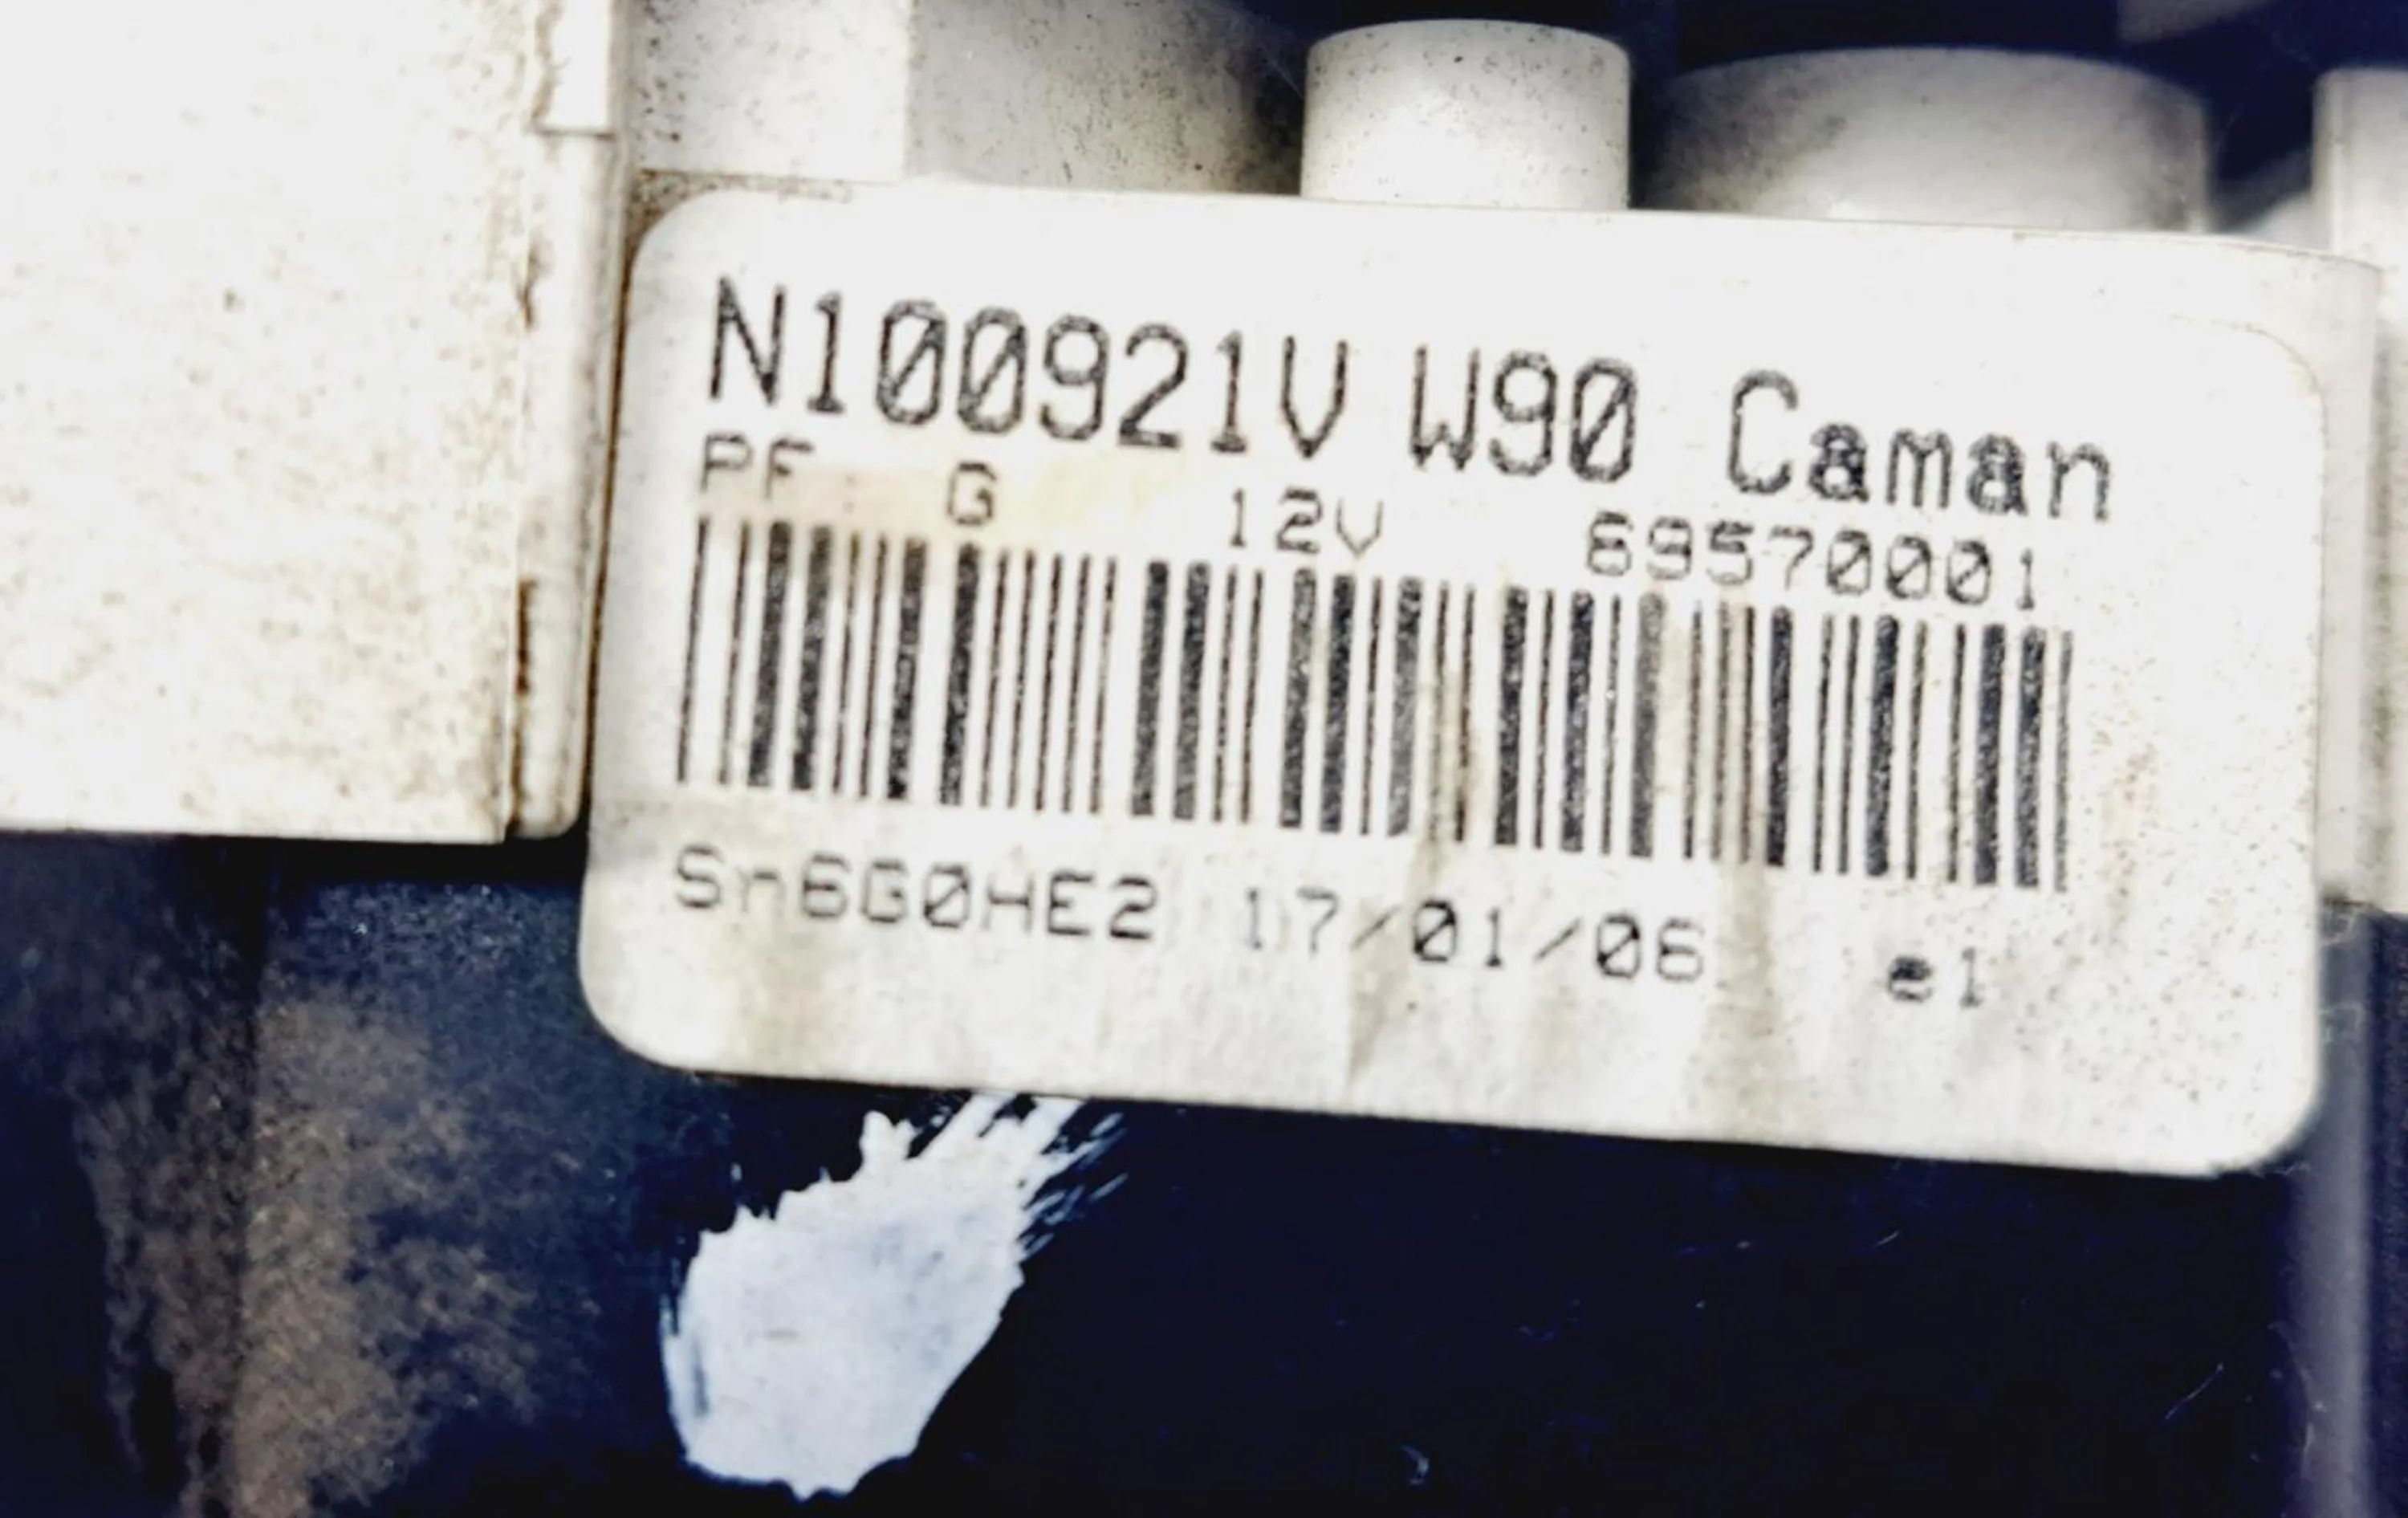 N100921V W90 Caman
PF G 12V 69570001
Sn6G0HE2 17/01/06 e1